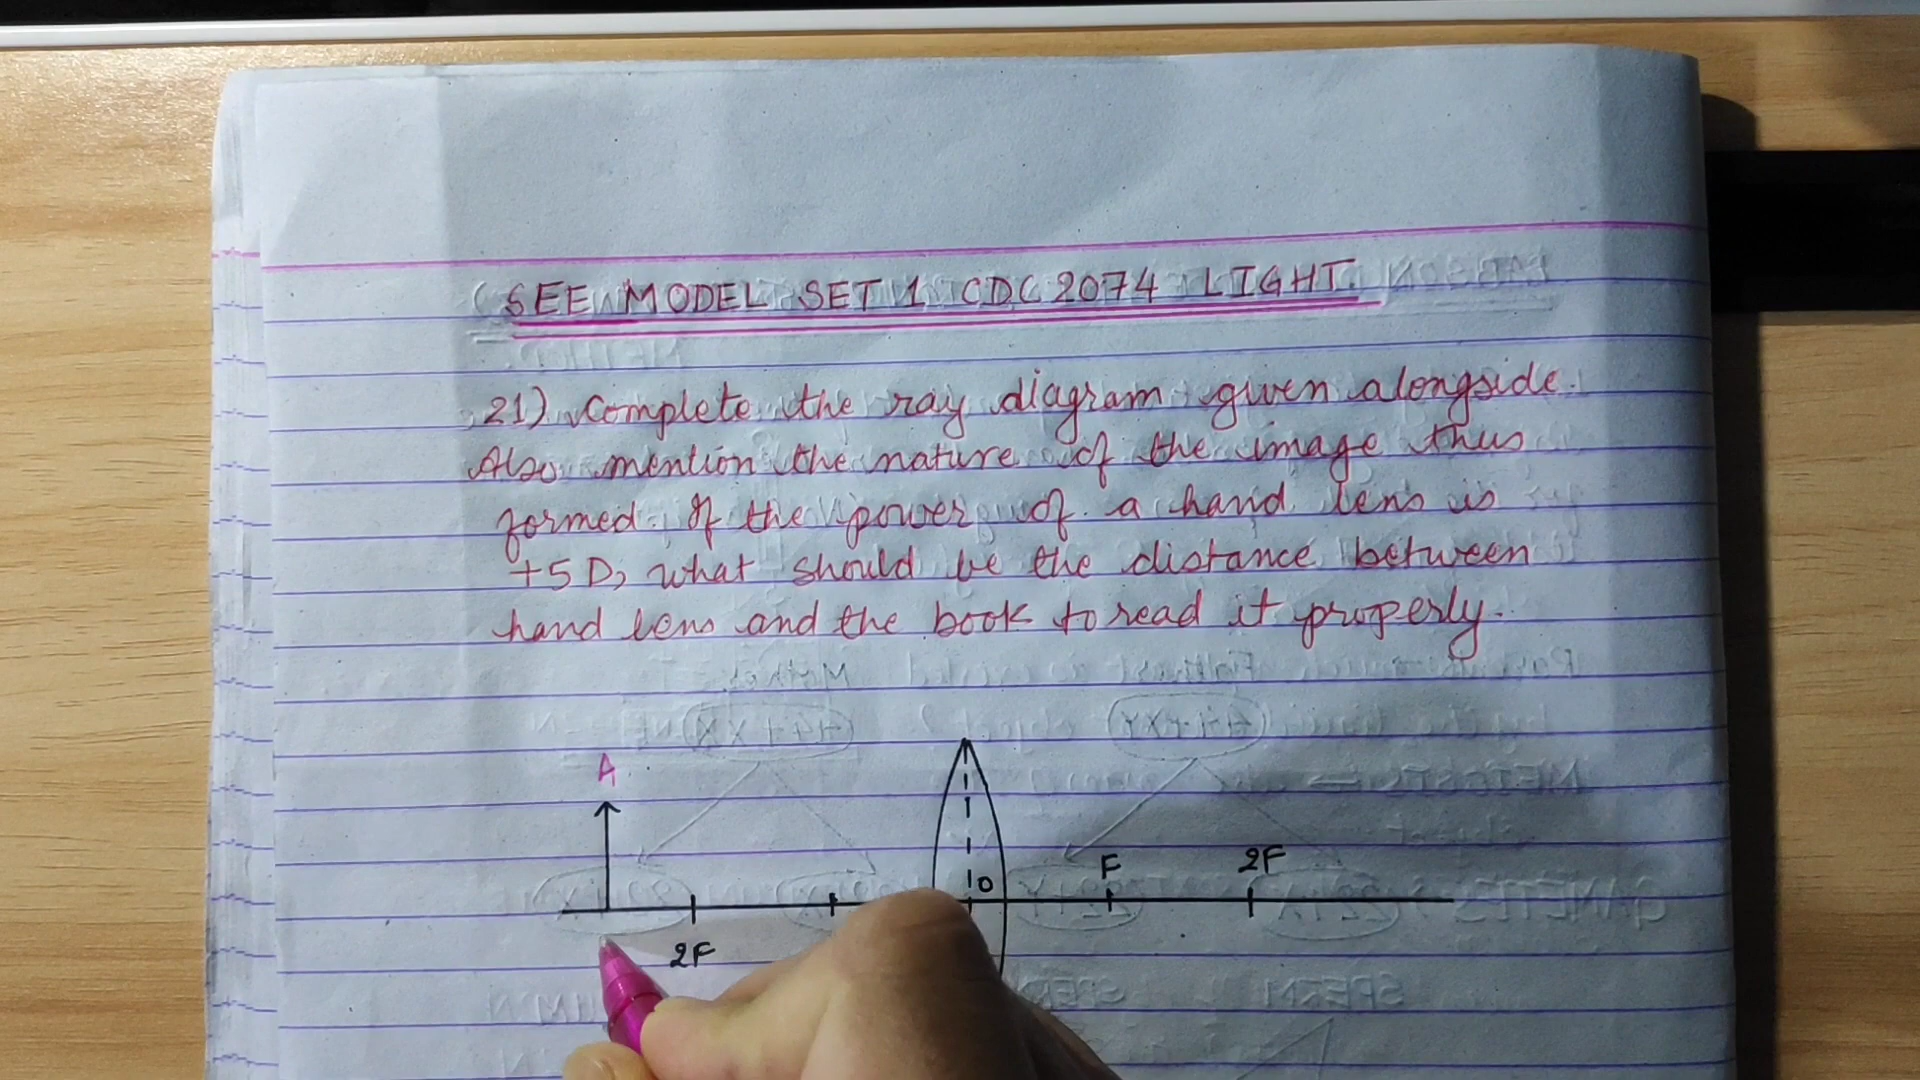 SEE MODEL SET 1 CDC 2074 LIGHT.
21) Complete the ray diagram given alongside.
Also mention the nature of the image thus
formed. If the power of a hand lens is
+5 D, what should be the distance between
hand lens and the book to read it properly.
A
O
F
2F
2F